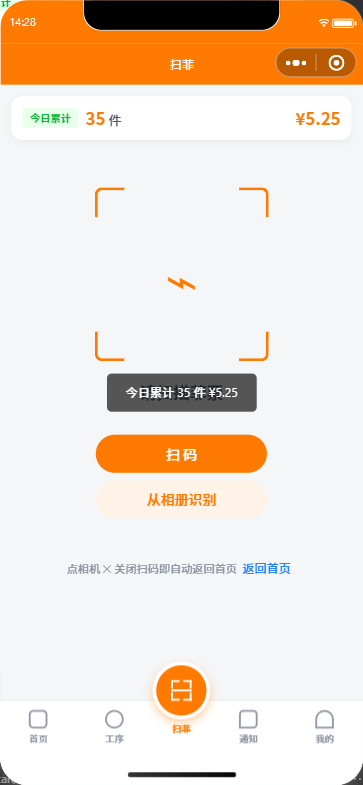 14:28
扫菲
今日累计 35 件 ¥5.25
今日累计 35 件 ¥5.25
扫码
从相册识别
点相机×关闭扫码即自动返回首页 返回首页
首页 工序 扫菲 通知 我的